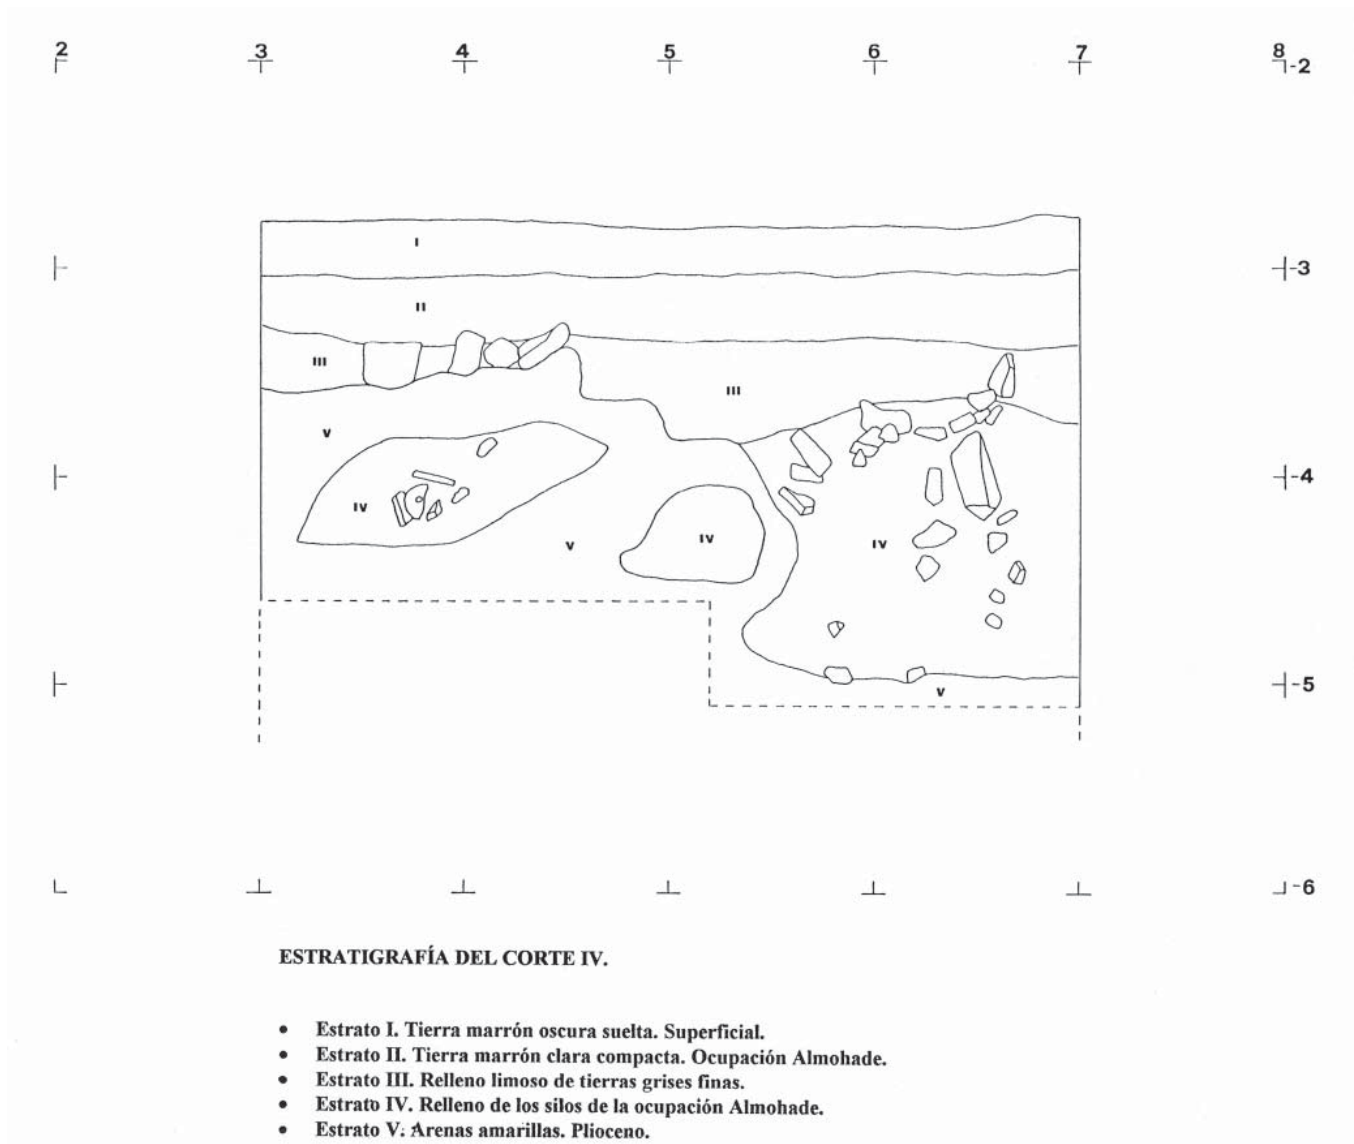 2 3 4 5 6 7 8
-2
I
-3
II
III
III
V
-4
IV
V
IV
IV
-5
V
-6
ESTRATIGRAFÍA DEL CORTE IV.
• Estrato I. Tierra marrón oscura suelta. Superficial.
• Estrato II. Tierra marrón clara compacta. Ocupación Almohade.
• Estrato III. Relleno limoso de tierras grises finas.
• Estrato IV. Relleno de los silos de la ocupación Almohade.
• Estrato V. Arenas amarillas. Plioceno.